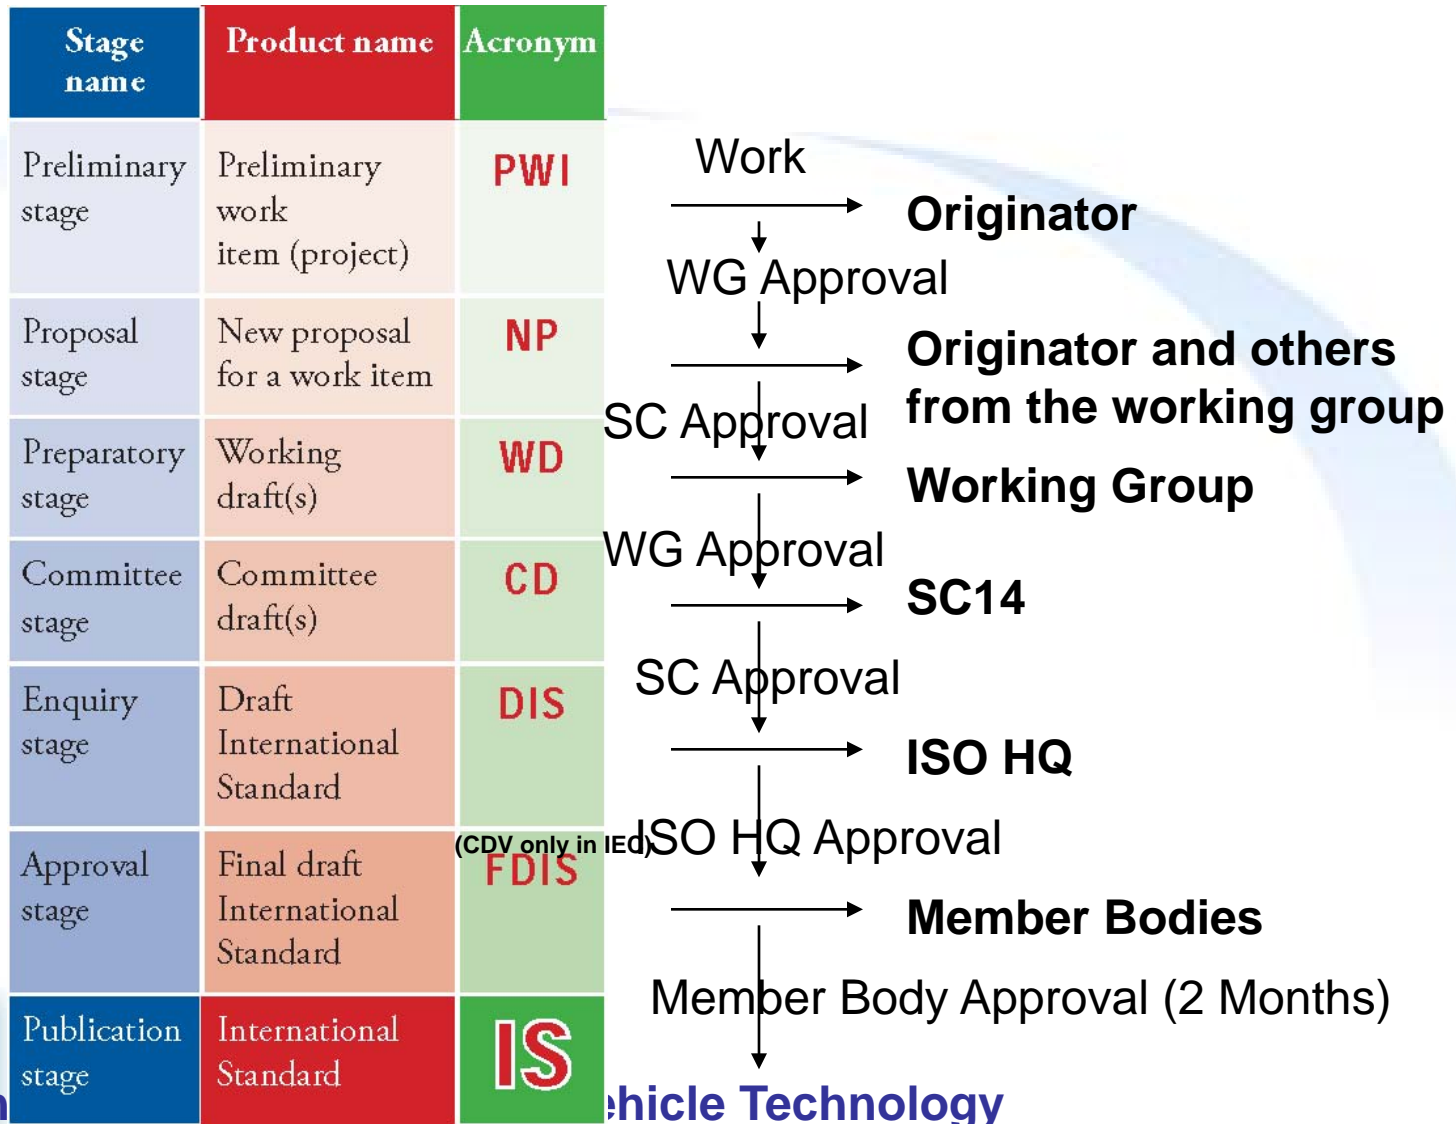 Stage name
Product name
Acronym
Preliminary stage
Preliminary work item (project)
PWI
Work
Originator
WG Approval
Proposal stage
New proposal for a work item
NP
Originator and others from the working group
SC Approval
Preparatory stage
Working draft(s)
WD
Working Group
WG Approval
Committee stage
Committee draft(s)
CD
SC14
SC Approval
Enquiry stage
Draft International Standard
DIS
ISO HQ
(CDV only in IEC)
ISO HQ Approval
Approval stage
Final draft International Standard
FDIS
Member Bodies
Member Body Approval (2 Months)
Publication stage
International Standard
IS
Technology